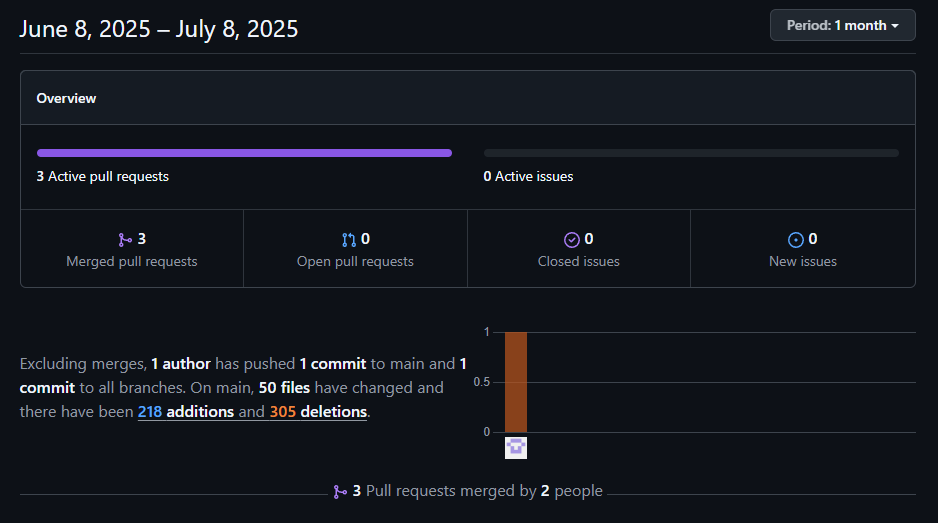 June 8, 2025 – July 8, 2025
Period: 1 month
Overview
3 Active pull requests
0 Active issues
3
Merged pull requests
0
Open pull requests
0
Closed issues
0
New issues
Excluding merges, 1 author has pushed 1 commit to main and 1
commit to all branches. On main, 50 files have changed and
there have been 218 additions and 305 deletions.
1
0.5
0
3 Pull requests merged by 2 people